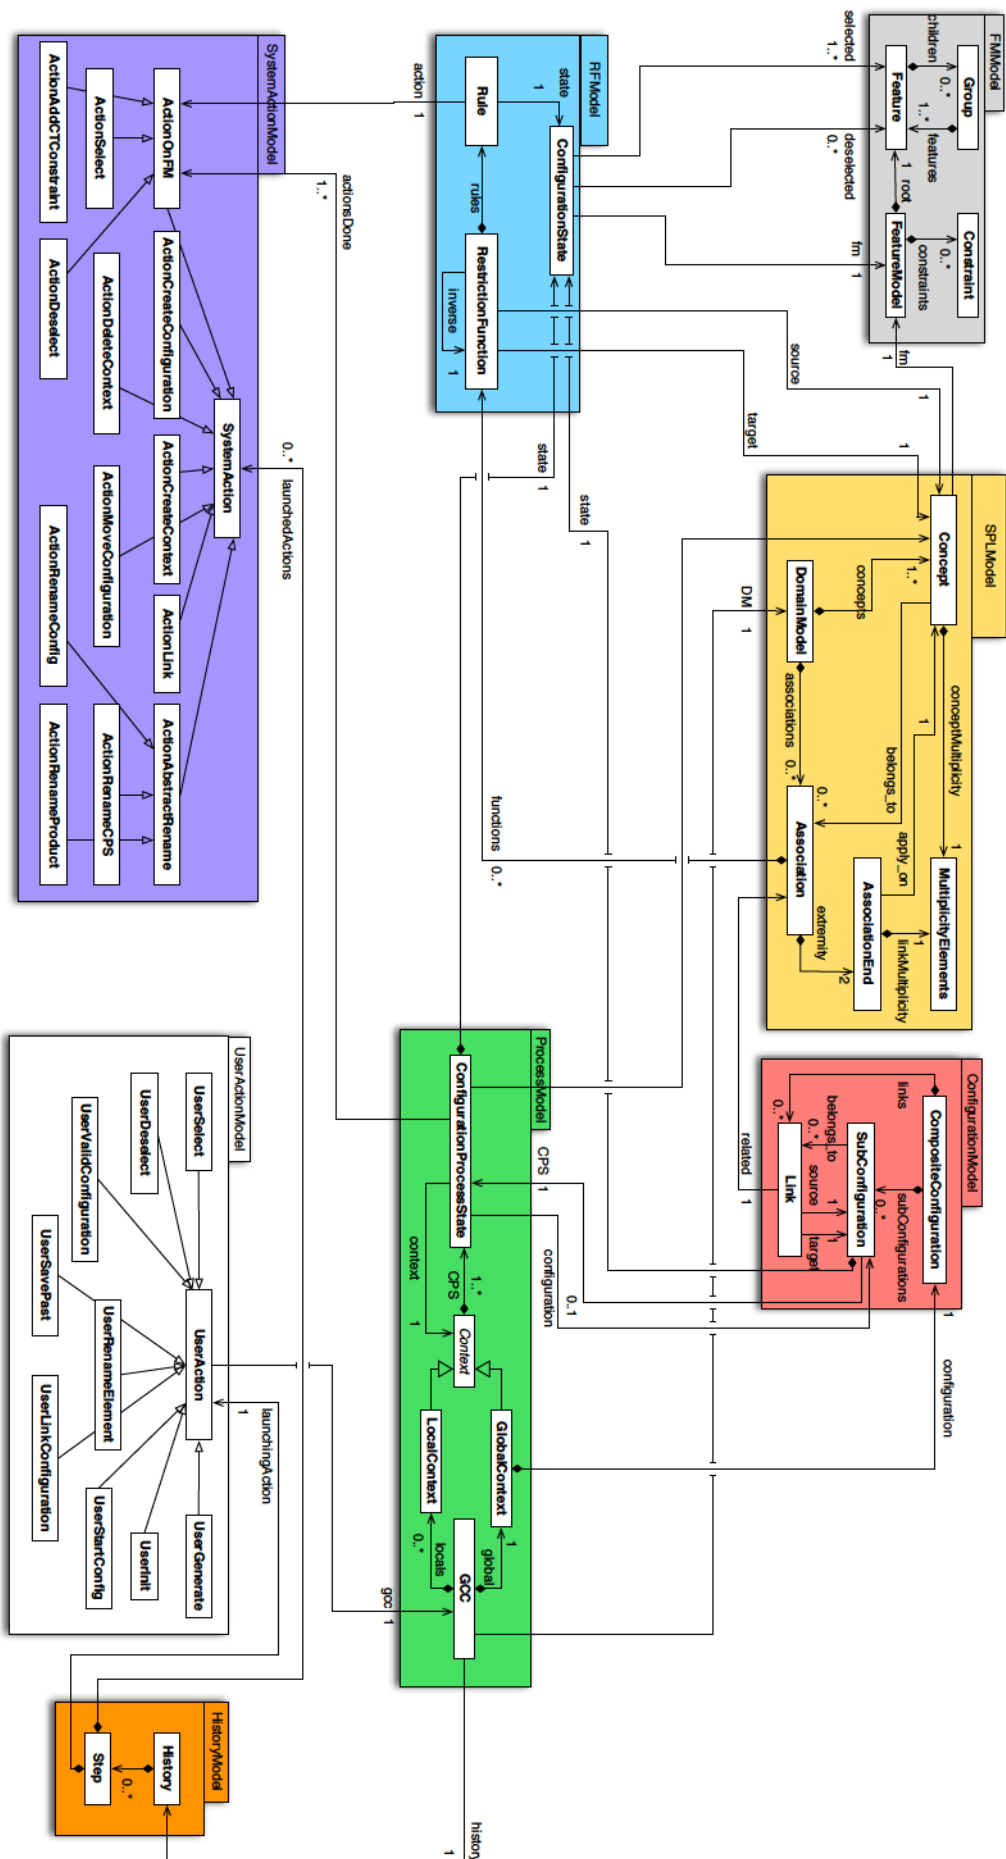 FMModel
Group
Feature
children
0..*
1..*
features
Constraint
FeatureModel
constraints
0..*
root
1
selected
1..*
deselected
0..*
fm
1
fm
1
RFModel
Rule
ConfigurationState
state
1
rules
RestrictionFunction
inverse
1
source
1
target
1
action
1
state
1
state
1
SPLModel
Concept
conceptMultiplicity
1
MultiplicityElements
1..*
concepts
DomainModel
DM
1
associations
0..*
belongs_to
0..*
apply_on
1
Association
AssociationEnd
linkMultiplicity
1
extremity
2
functions
0..*
related
1
ConfigurationModel
CompositeConfiguration
subConfigurations
0..*
SubConfiguration
links
0..*
belongs_to
0..*
source
1
target
1
Link
configuration
1
ProcessModel
ConfigurationProcessState
CPS
1
configuration
0..1
context
1
CPS
1..*
Context
GlobalContext
LocalContext
GCC
global
1
locals
0..*
gcc
1
history
1
SystemActionModel
ActionOnFM
ActionSelect
ActionAddCTConstraint
ActionDeselect
actionsDone
1..*
SystemAction
ActionCreateConfiguration
ActionDeleteContext
ActionCreateContext
ActionMoveConfiguration
ActionLink
ActionRenameConfig
ActionAbstractRename
ActionRenameCPS
ActionRenameProduct
0..*
launchedActions
UserActionModel
UserSelect
UserDeselect
UserValidConfiguration
UserSavePast
UserRenameElement
UserLinkConfiguration
UserAction
UserStartConfig
UserInit
UserGenerate
launchingAction
1
HistoryModel
History
0..*
Step